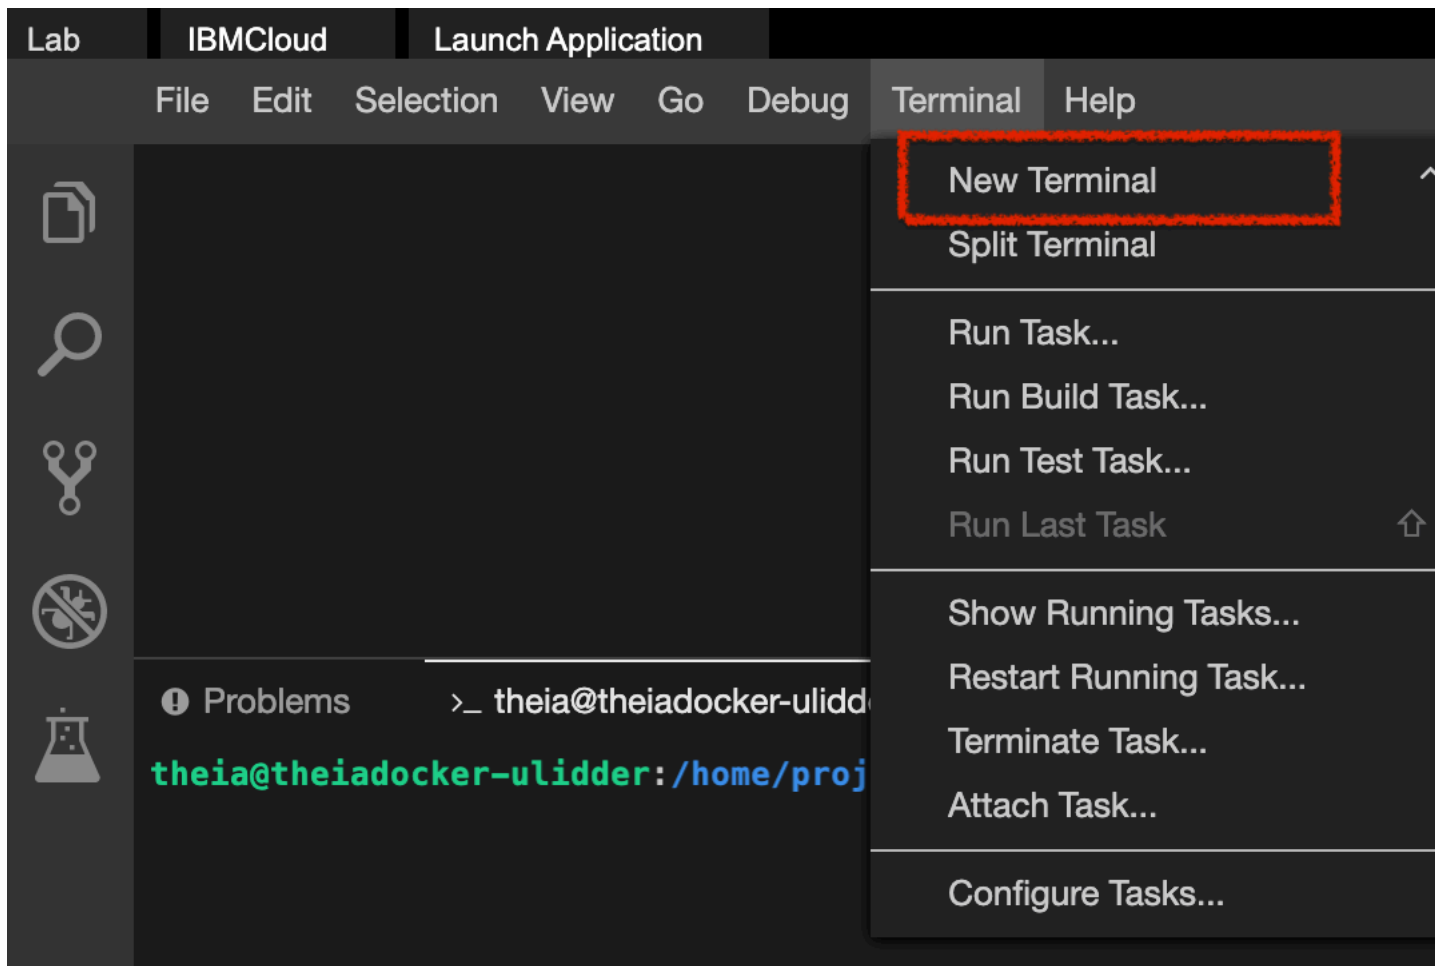 Lab IBMCloud Launch Application
File Edit Selection View Go Debug Terminal Help
New Terminal
Split Terminal
Run Task...
Run Build Task...
Run Test Task...
Run Last Task
Show Running Tasks...
Restart Running Task...
Terminate Task...
Attach Task...
Configure Tasks...
Problems >_ theia@theiadocker-ulidd
theia@theiadocker-ulidder:/home/proj